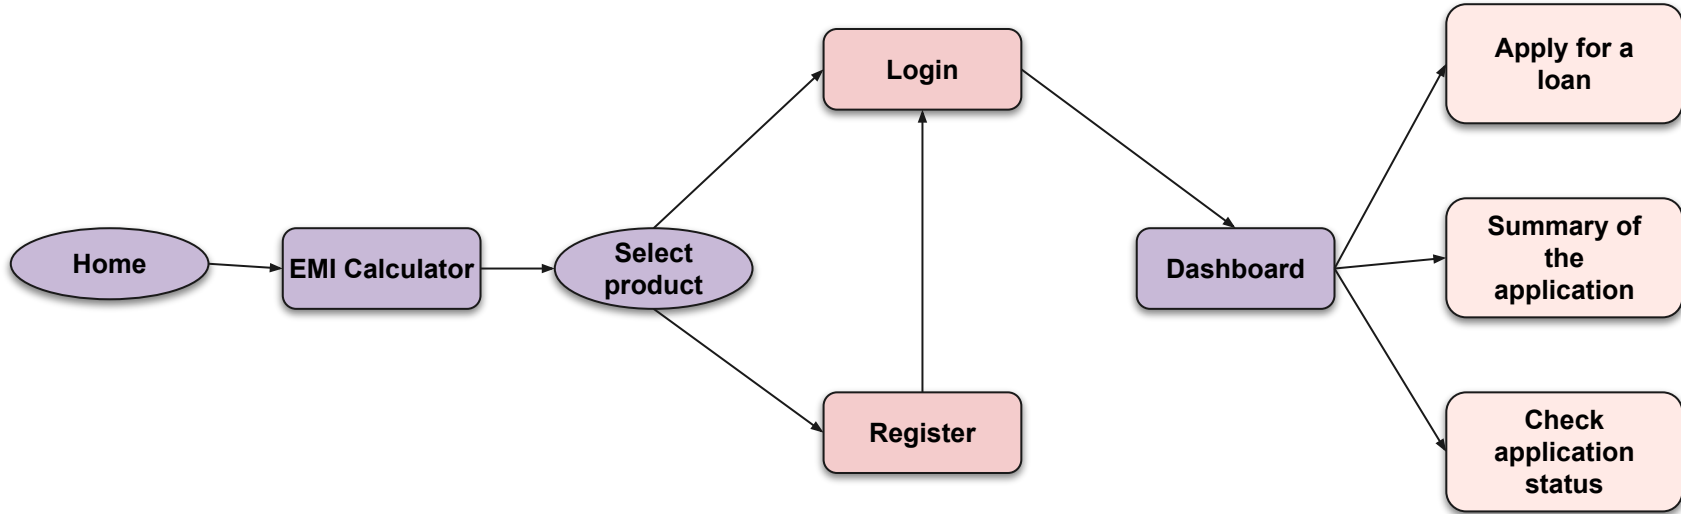 Home
EMI Calculator
Select
product
Login
Register
Dashboard
Apply for a
loan
Summary of
the
application
Check
application
status